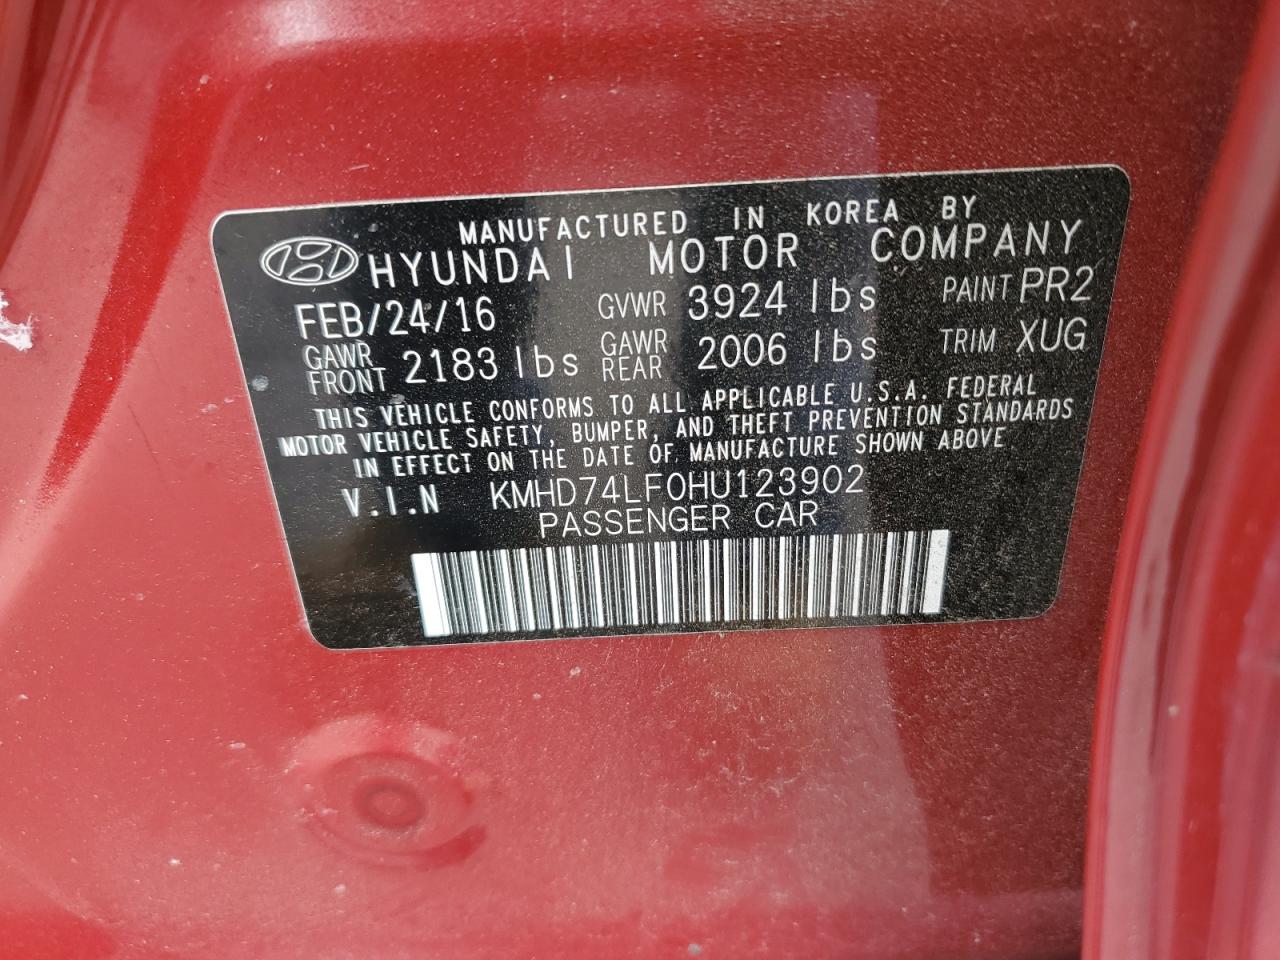 MANUFACTURED IN KOREA BY
HYUNDAI MOTOR COMPANY
FEB/24/16 GVWR 3924 lbs PAINT PR2
GAWR FRONT 2183 lbs GAWR REAR 2006 lbs TRIM XUG
THIS VEHICLE CONFORMS TO ALL APPLICABLE U.S.A. FEDERAL
MOTOR VEHICLE SAFETY, BUMPER, AND THEFT PREVENTION STANDARDS
IN EFFECT ON THE DATE OF MANUFACTURE SHOWN ABOVE
V.I.N KMHD74LF0HU123902
PASSENGER CAR